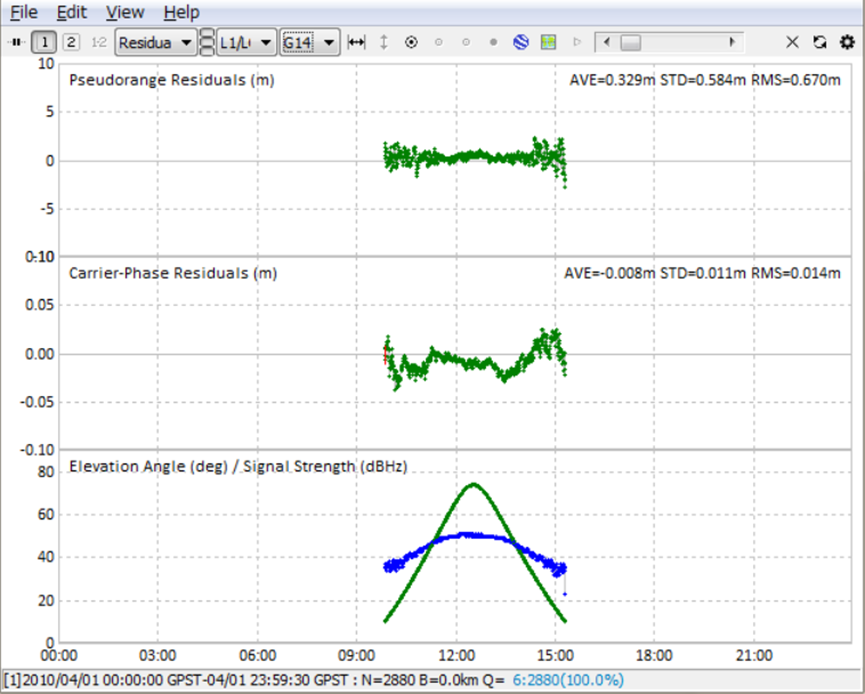 File Edit View Help
1 2 1-2 Residua L1/L G14
10
Pseudorange Residuals (m) AVE=0.329m STD=0.584m RMS=0.670m
5
0
-5
0:10
Carrier-Phase Residuals (m) AVE=-0.008m STD=0.011m RMS=0.014m
0.05
0.00
-0.05
-0.10
Elevation Angle (deg) / Signal Strength (dBHz)
80
60
40
20
0
00:00 03:00 06:00 09:00 12:00 15:00 18:00 21:00
[1]2010/04/01 00:00:00 GPST-04/01 23:59:30 GPST : N=2880 B=0.0km Q= 6:2880(100.0%)